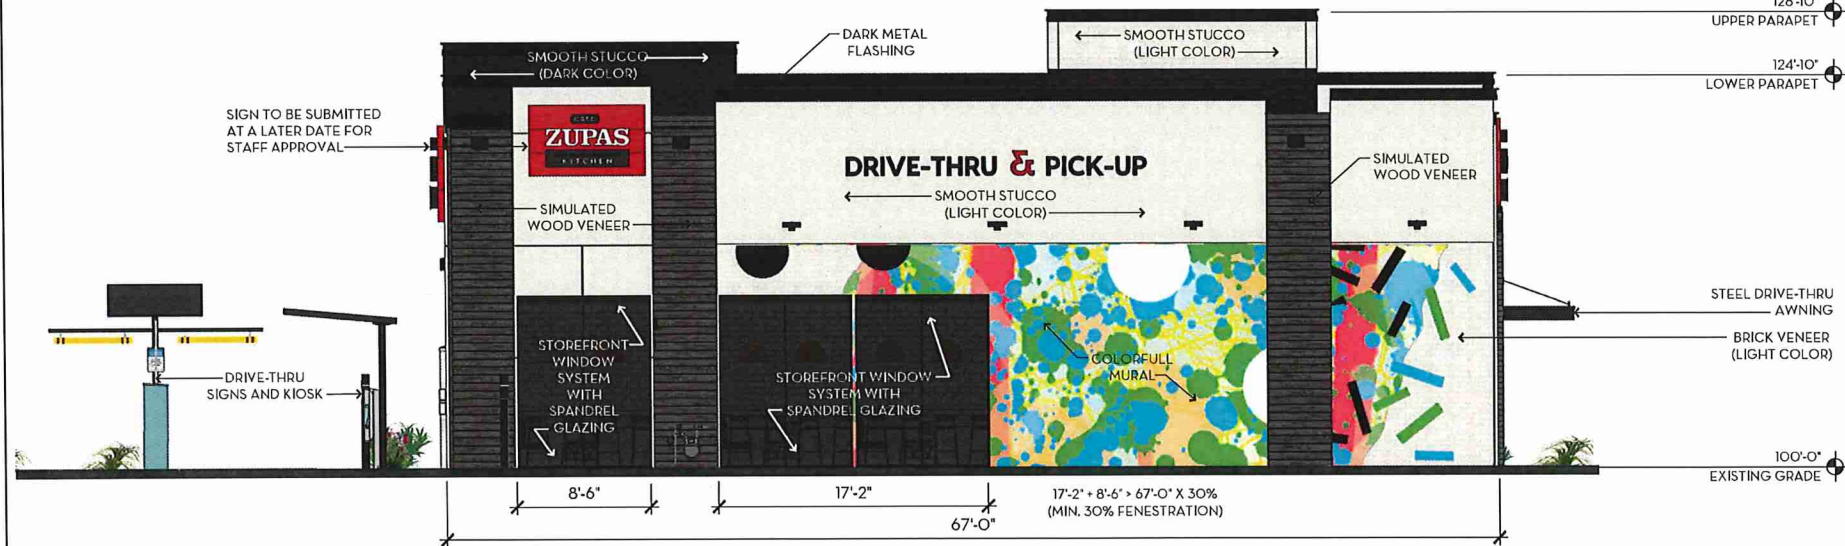 128'-10"
UPPER PARAPET
DARK METAL
FLASHING
SMOOTH STUCCO
(LIGHT COLOR)
SMOOTH STUCCO
(DARK COLOR)
124'-10"
LOWER PARAPET
SIGN TO BE SUBMITTED
AT A LATER DATE FOR
STAFF APPROVAL
CAFE
ZUPAS
KITCHEN
DRIVE-THRU & PICK-UP
SIMULATED
WOOD VENEER
SMOOTH STUCCO
(LIGHT COLOR)
SIMULATED
WOOD VENEER
STEEL DRIVE-THRU
AWNING
BRICK VENEER
(LIGHT COLOR)
STOREFRONT
WINDOW
SYSTEM
WITH
SPANDREL
GLAZING
STOREFRONT WINDOW
SYSTEM WITH
SPANDREL GLAZING
COLORFULL
MURAL
DRIVE-THRU
SIGNS AND KIOSK
100'-0"
EXISTING GRADE
8'-6"
17'-2"
17'-2" + 8'-6" > 67'-0" X 30%
(MIN. 30% FENESTRATION)
67'-0"